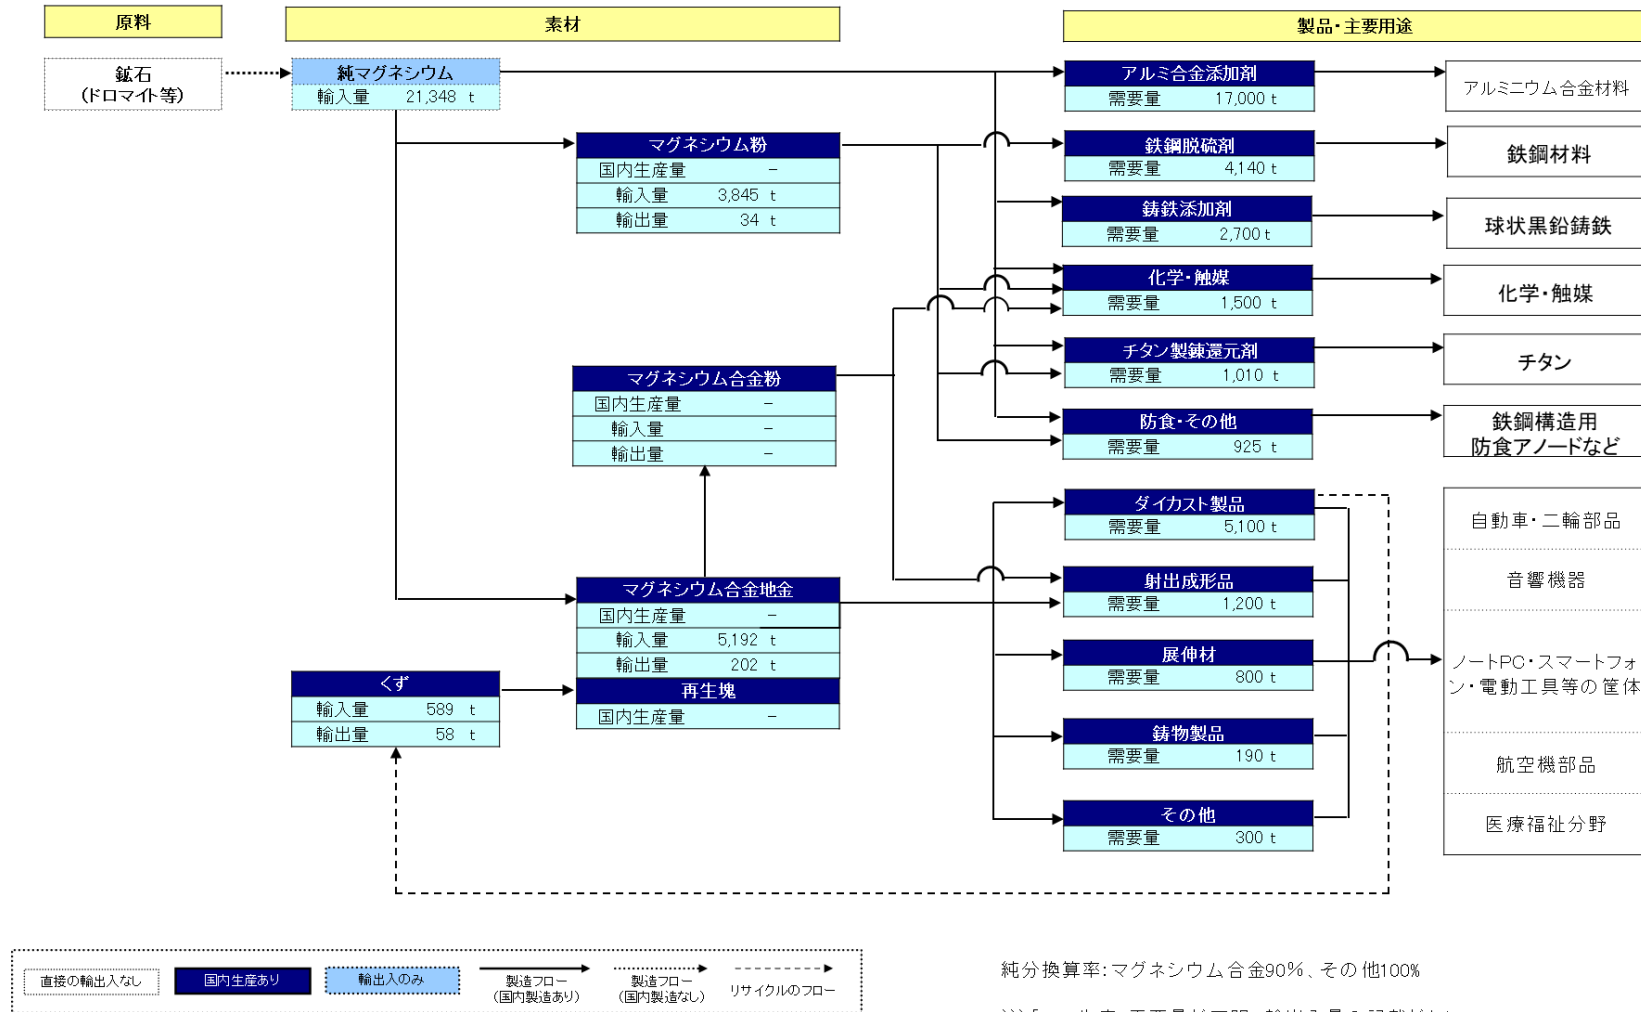 原料
素材
製品・主要用途
鉱石
(ドロマイト等)
純マグネシウム
輸入量 21,348 t
マグネシウム粉
国内生産量 －
輸入量 3,845 t
輸出量 34 t
マグネシウム合金粉
国内生産量 －
輸入量 －
輸出量 －
マグネシウム合金地金
国内生産量 －
輸入量 5,192 t
輸出量 202 t
再生塊
国内生産量 －
くず
輸入量 589 t
輸出量 58 t
アルミ合金添加剤
需要量 17,000 t
鉄鋼脱硫剤
需要量 4,140 t
鋳鉄添加剤
需要量 2,700 t
化学・触媒
需要量 1,500 t
チタン製錬還元剤
需要量 1,010 t
防食・その他
需要量 925 t
ダイカスト製品
需要量 5,100 t
射出成形品
需要量 1,200 t
展伸材
需要量 800 t
鋳物製品
需要量 190 t
その他
需要量 300 t
アルミニウム合金材料
鉄鋼材料
球状黒鉛鋳鉄
化学・触媒
チタン
鉄鋼構造用
防食アノードなど
自動車・二輪部品
音響機器
ノートPC・スマートフォ
ン・電動工具等の筐体
航空機部品
医療福祉分野
直接の輸出入なし
国内生産あり
輸出入のみ
製造フロー
(国内製造あり)
製造フロー
(国内製造なし)
リサイクルのフロー
純分換算率:マグネシウム合金90%、その他100%